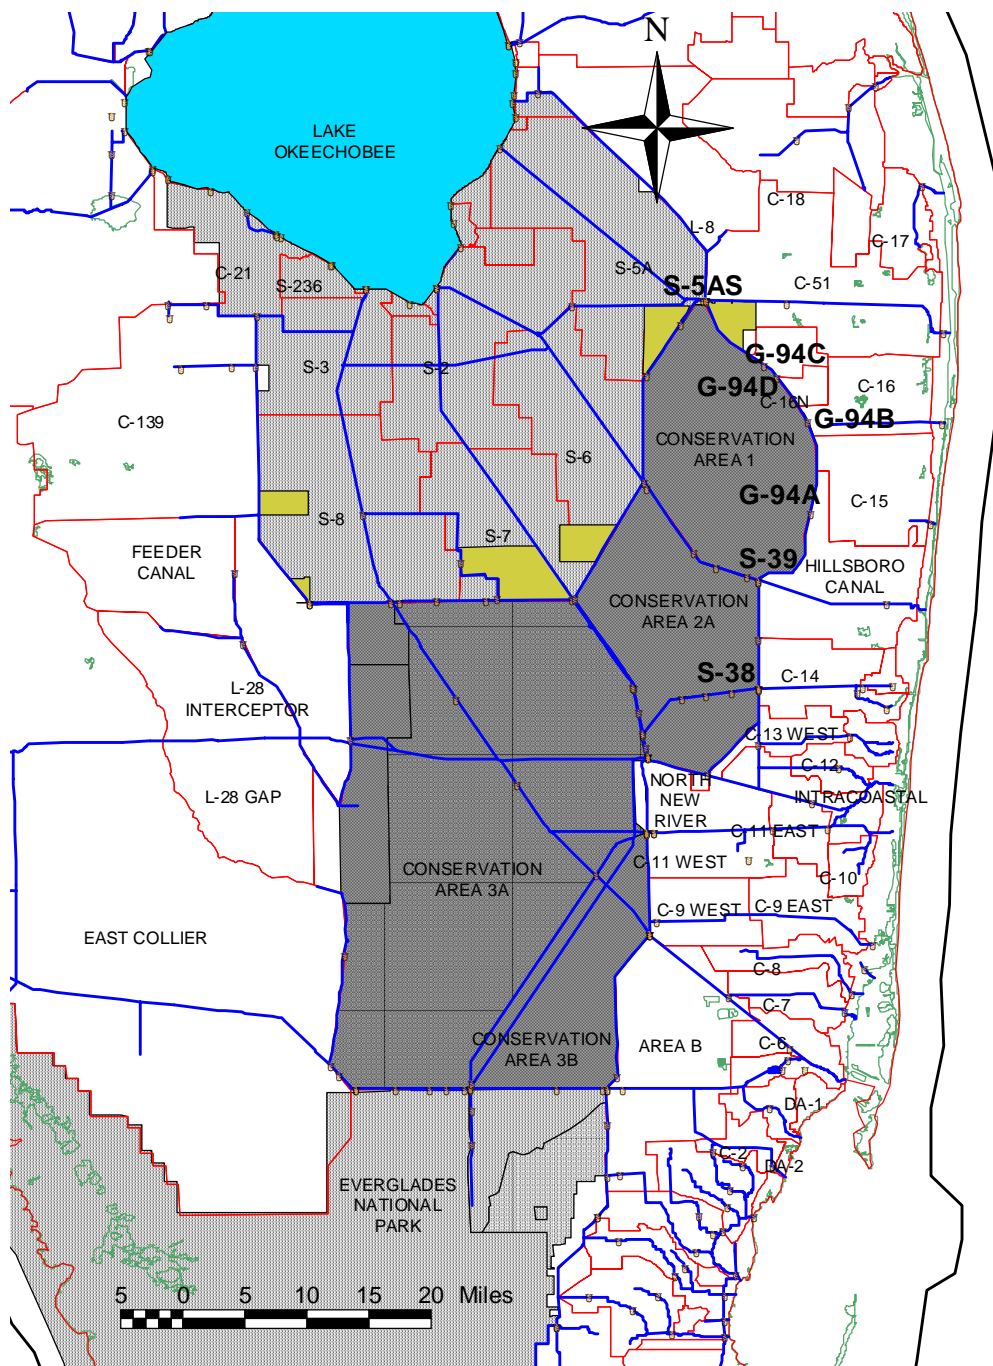 N
LAKE
OKEECHOBEE
C-18
L-8
C-17
S-5A
C-21
S-236
S-5AS
C-51
G-94C
S-3
S-2
G-94D
C-16N
C-16
G-94B
C-139
CONSERVATION
AREA 1
S-6
G-94A
C-15
S-8
S-7
FEEDER
CANAL
S-39
HILLSBORO
CANAL
CONSERVATION
AREA 2A
S-38
C-14
L-28
INTERCEPTOR
C-13 WEST
C-12
NORTH
NEW
RIVER
INTRACOASTAL
L-28 GAP
C-11 EAST
C-11 WEST
CONSERVATION
AREA 3A
C-10
C-9 WEST
C-9 EAST
EAST COLLIER
C-8
C-7
CONSERVATION
AREA 3B
AREA B
C-6
DA-1
C-2
DA-2
EVERGLADES
NATIONAL
PARK
5 0 5 10 15 20 Miles